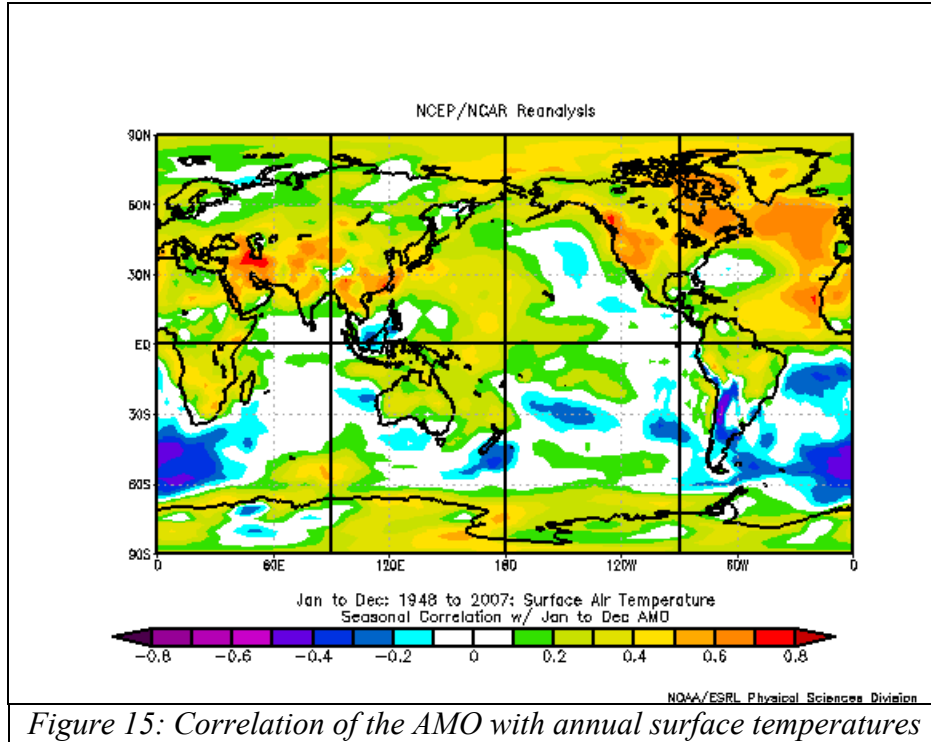 NCEP/NCAR Reanalysis
90N
60N
30N
EQ
30S
60S
90S
0 60E 120E 180 120W 60W 0
Jan to Dec: 1948 to 2007: Surface Air Temperature
Seasonal Correlation w/ Jan to Dec AMO
-0.8 -0.6 -0.4 -0.2 0 0.2 0.4 0.6 0.8
NOAA/ESRL Physical Sciences Division
Figure 15: Correlation of the AMO with annual surface temperatures